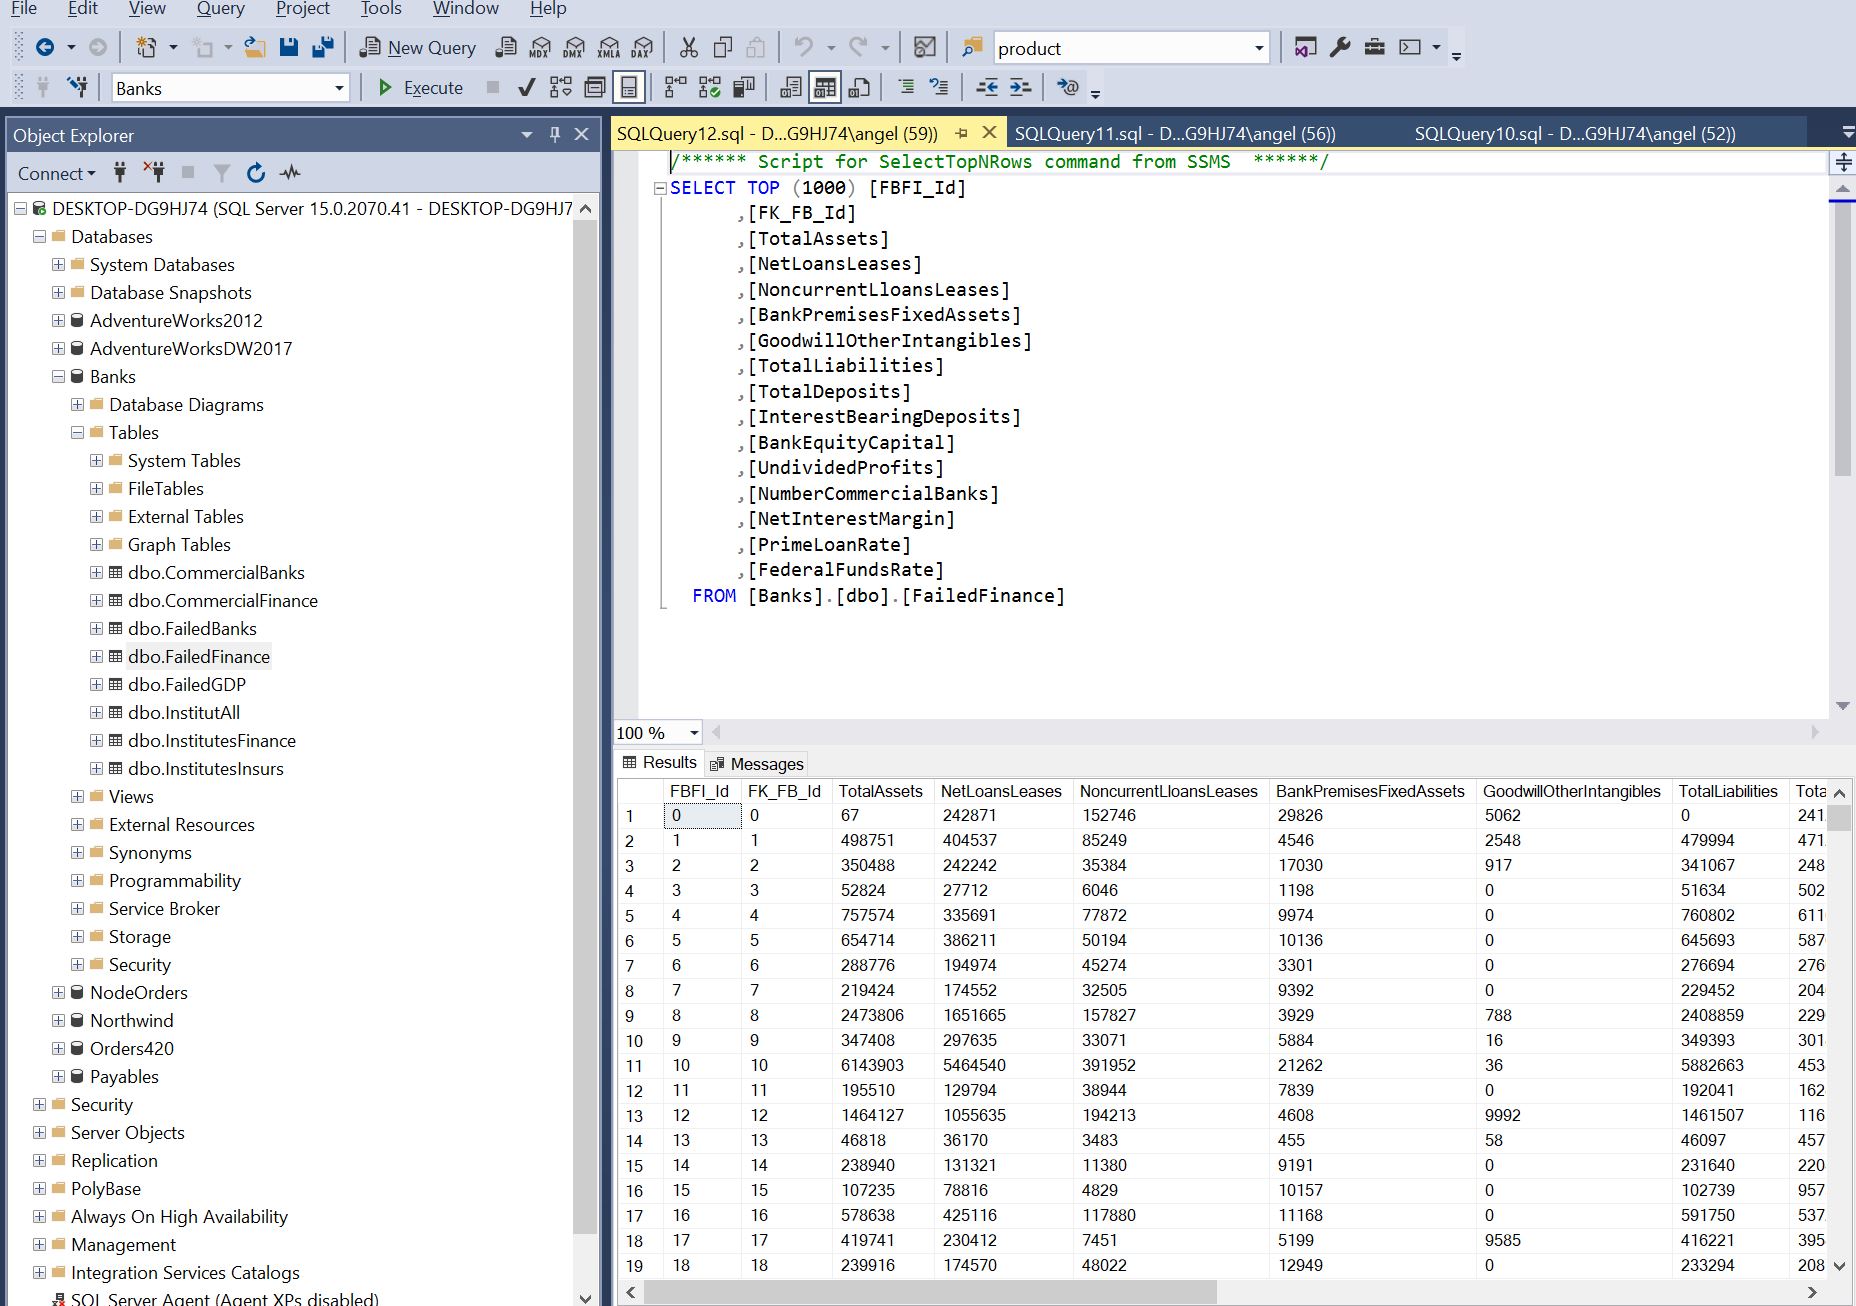 File Edit View Query Project Tools Window Help
New Query MDX DMX XMLA DAX product
Banks Execute
Object Explorer
Connect
DESKTOP-DG9HJ74 (SQL Server 15.0.2070.41 - DESKTOP-DG9HJ7
Databases
System Databases
Database Snapshots
AdventureWorks2012
AdventureWorksDW2017
Banks
Database Diagrams
Tables
System Tables
FileTables
External Tables
Graph Tables
dbo.CommercialBanks
dbo.CommercialFinance
dbo.FailedBanks
dbo.FailedFinance
dbo.FailedGDP
dbo.InstitutAll
dbo.InstitutesFinance
dbo.InstitutesInsurs
Views
External Resources
Synonyms
Programmability
Service Broker
Storage
Security
NodeOrders
Northwind
Orders420
Payables
Security
Server Objects
Replication
PolyBase
Always On High Availability
Management
Integration Services Catalogs
SQL Server Agent (Agent XPs disabled)
SQLQuery12.sql - D...G9HJ74\angel (59)) SQLQuery11.sql - D...G9HJ74\angel (56)) SQLQuery10.sql - D...G9HJ74\angel (52))
/****** Script for SelectTopNRows command from SSMS ******/
SELECT TOP (1000) [FBFI_Id]
,[FK_FB_Id]
,[TotalAssets]
,[NetLoansLeases]
,[NoncurrentLloansLeases]
,[BankPremisesFixedAssets]
,[GoodwillOtherIntangibles]
,[TotalLiabilities]
,[TotalDeposits]
,[InterestBearingDeposits]
,[BankEquityCapital]
,[UndividedProfits]
,[NumberCommercialBanks]
,[NetInterestMargin]
,[PrimeLoanRate]
,[FederalFundsRate]
FROM [Banks].[dbo].[FailedFinance]
100 %
Results Messages
FBFI_Id FK_FB_Id TotalAssets NetLoansLeases NoncurrentLloansLeases BankPremisesFixedAssets GoodwillOtherIntangibles TotalLiabilities Tota
1 0 0 67 242871 152746 29826 5062 0 241
2 1 1 498751 404537 85249 4546 2548 479994 471
3 2 2 350488 242242 35384 17030 917 341067 248
4 3 3 52824 27712 6046 1198 0 51634 502
5 4 4 757574 335691 77872 9974 0 760802 611
6 5 5 654714 386211 50194 10136 0 645693 587
7 6 6 288776 194974 45274 3301 0 276694 276
8 7 7 219424 174552 32505 9392 0 229452 204
9 8 8 2473806 1651665 157827 3929 788 2408859 229
10 9 9 347408 297635 33071 5884 16 349393 301
11 10 10 6143903 5464540 391952 21262 36 5882663 453
12 11 11 195510 129794 38944 7839 0 192041 162
13 12 12 1464127 1055635 194213 4608 9992 1461507 116
14 13 13 46818 36170 3483 455 58 46097 457
15 14 14 238940 131321 11380 9191 0 231640 220
16 15 15 107235 78816 4829 10157 0 102739 957
17 16 16 578638 425116 117880 11168 0 591750 537
18 17 17 419741 230412 7451 5199 9585 416221 395
19 18 18 239916 174570 48022 12949 0 233294 208